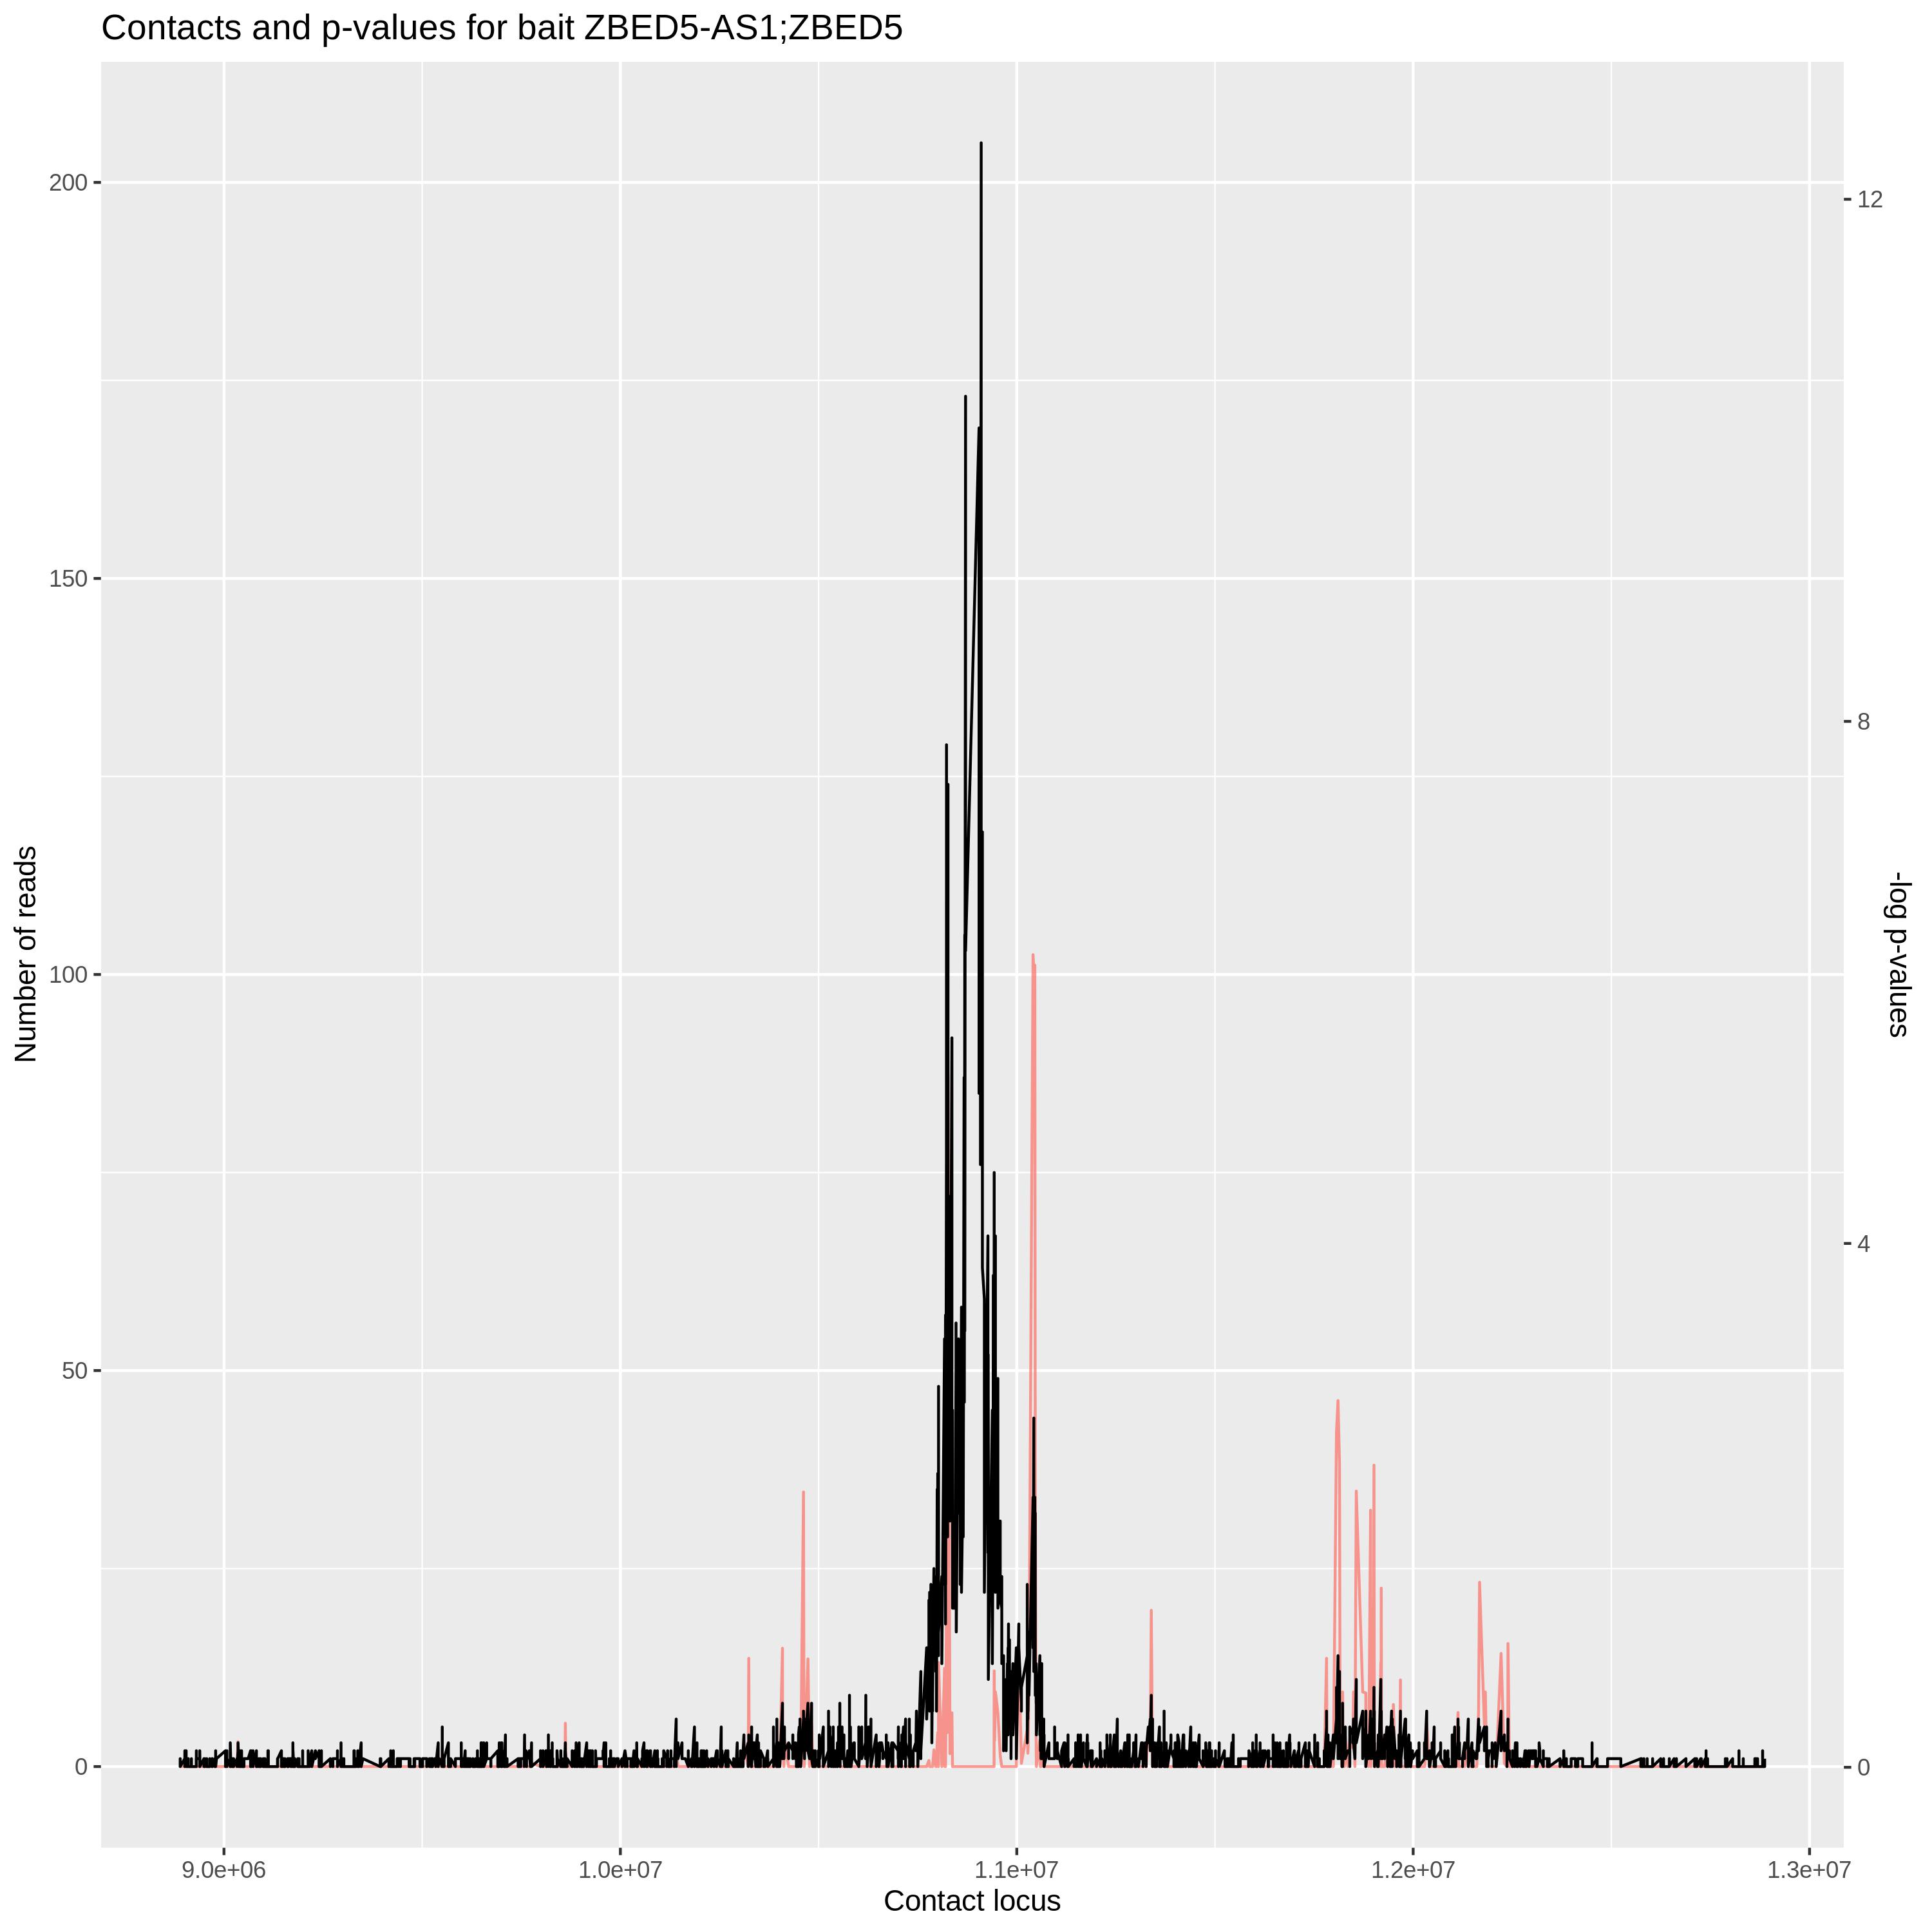 Contacts and p-values for bait ZBED5-AS1;ZBED5
200
150
100
50
0
Number of reads
12
8
4
0
-log p-values
9.0e+06
1.0e+07
1.1e+07
1.2e+07
1.3e+07
Contact locus